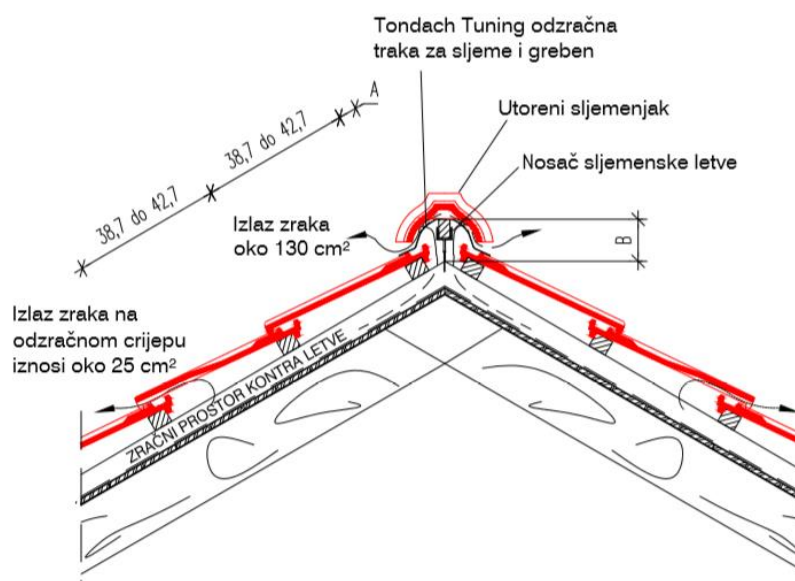 Tondach Tuning odzračna
traka za sljeme i greben
A
38,7 do 42,7
38,7 do 42,7
Utoreni sljemenjak
Nosač sljemenske letve
Izlaz zraka
oko 130 cm²
B
Izlaz zraka na
odzračnom crijepu
iznosi oko 25 cm²
ZRAČNI PROSTOR KONTRA LETVE